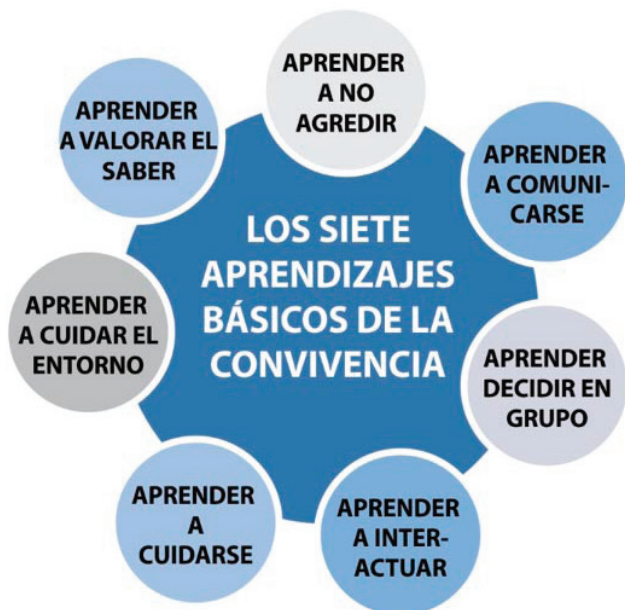 LOS SIETE
APRENDIZAJES
BÁSICOS DE LA
CONVIVENCIA
APRENDER
A NO
AGREDIR
APRENDER
A COMUNI-
CARSE
APRENDER
DECIDIR EN
GRUPO
APRENDER
A INTER-
ACTUAR
APRENDER
A
CUIDARSE
APRENDER
A CUIDAR EL
ENTORNO
APRENDER
A VALORAR EL
SABER